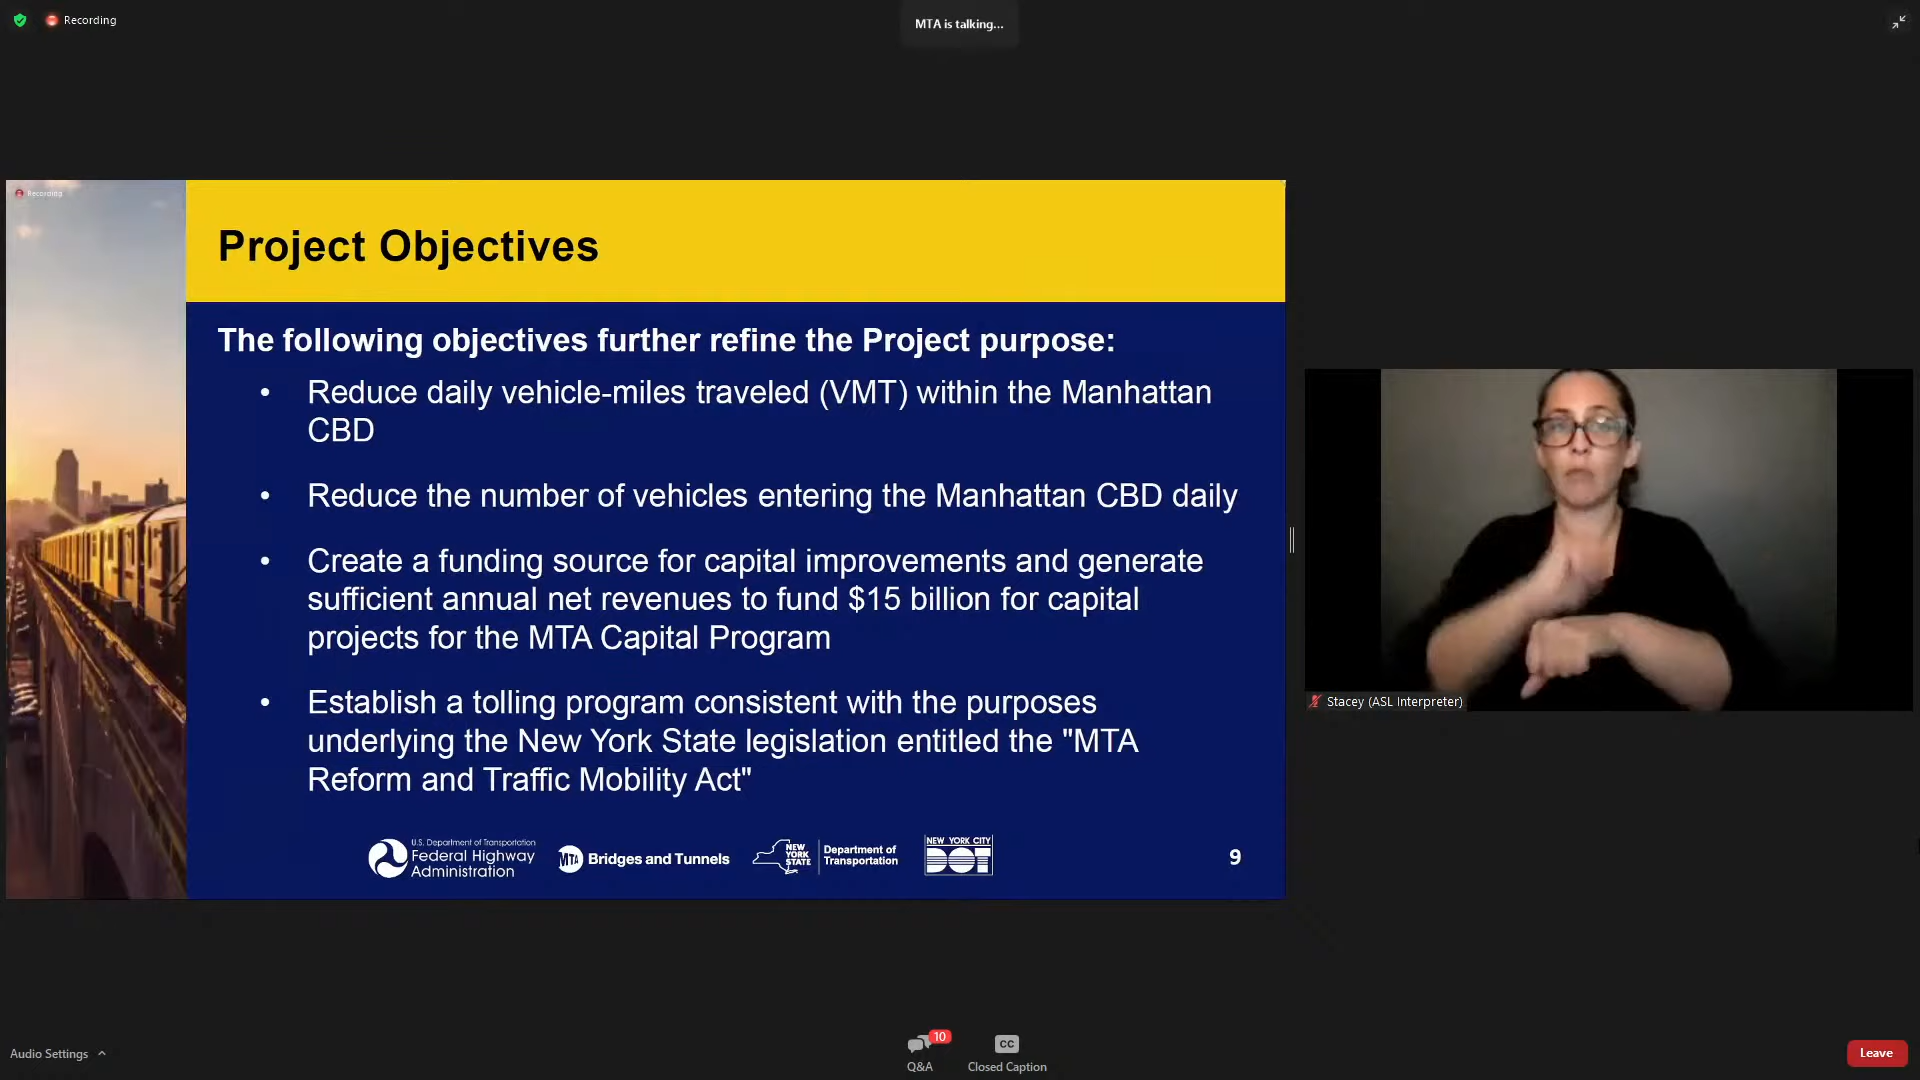 Recording
MTA is talking...
Recording
Project Objectives
The following objectives further refine the Project purpose:
• Reduce daily vehicle-miles traveled (VMT) within the Manhattan
CBD
• Reduce the number of vehicles entering the Manhattan CBD daily
• Create a funding source for capital improvements and generate
sufficient annual net revenues to fund $15 billion for capital
projects for the MTA Capital Program
• Establish a tolling program consistent with the purposes
underlying the New York State legislation entitled the "MTA
Reform and Traffic Mobility Act"
U.S. Department of Transportation
Federal Highway
Administration
MTA Bridges and Tunnels
NEW
YORK
STATE
Department of
Transportation
NEW YORK CITY
DOT
9
Stacey (ASL Interpreter)
Audio Settings
10
Q&A
CC
Closed Caption
Leave